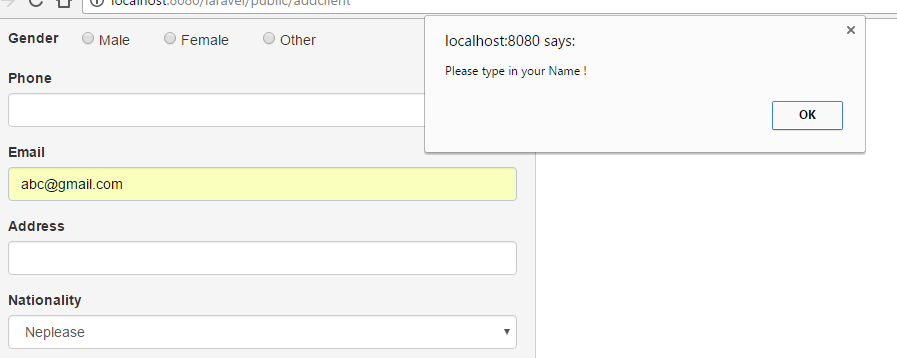 localhost:8080/laravel/public/addclient
Gender Male Female Other
Phone
Email
abc@gmail.com
Address
Nationality
Neplease
localhost:8080 says:
Please type in your Name !
OK